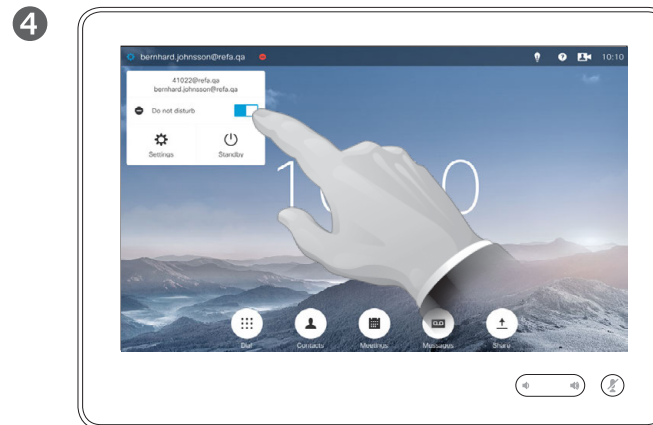 4
bernhard.johnsson@refa.qa
10:10
41022@refa.qa
bernhard.johnsson@refa.qa
Do not disturb
Settings
Standby
Dial
Contacts
Meetings
Messages
Share